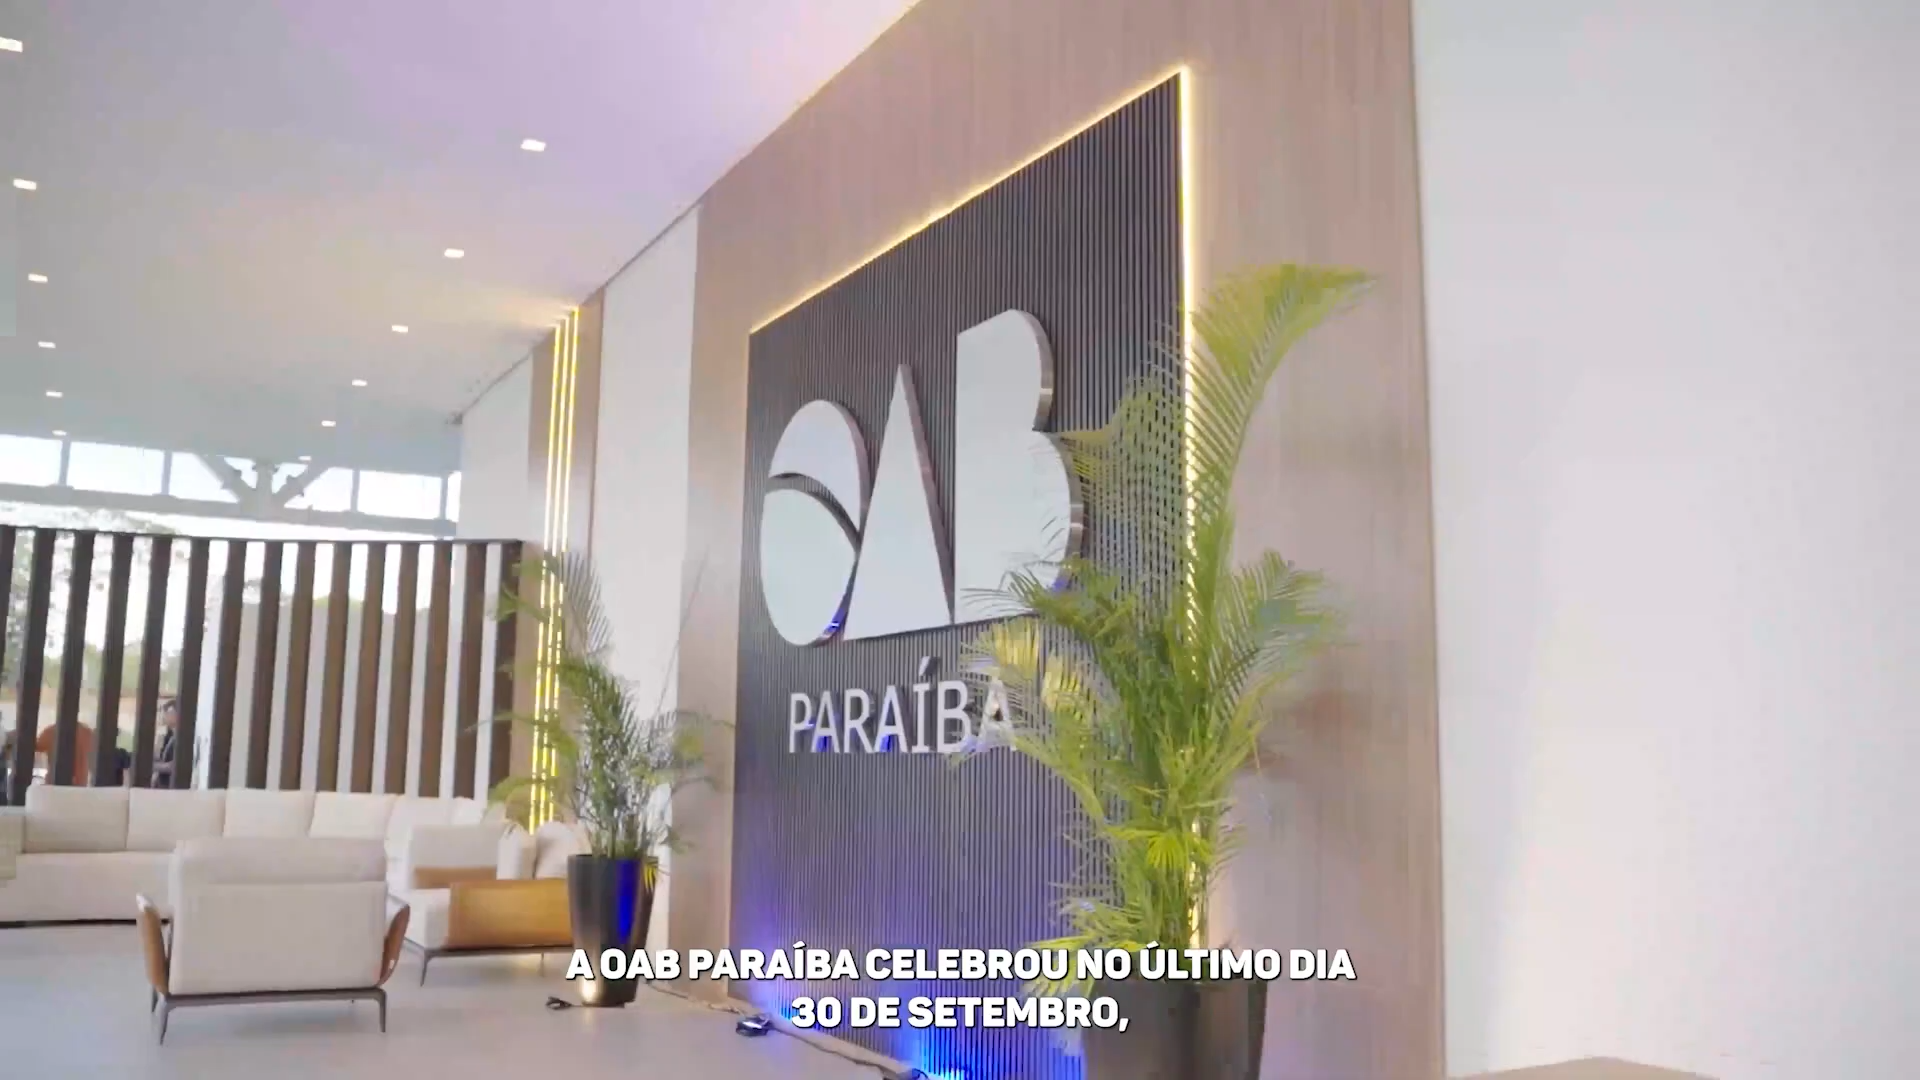 OAB
PARAÍBA
A OAB PARAÍBA CELEBROU NO ÚLTIMO DIA
30 DE SETEMBRO,